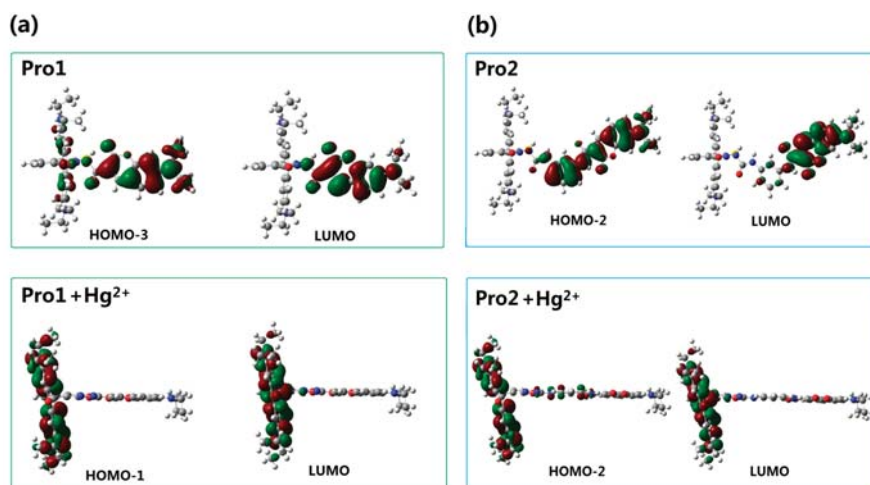 (a)
Pro1
HOMO-3
LUMO
Pro1+Hg²⁺
HOMO-1
LUMO
(b)
Pro2
HOMO-2
LUMO
Pro2+Hg²⁺
HOMO-2
LUMO